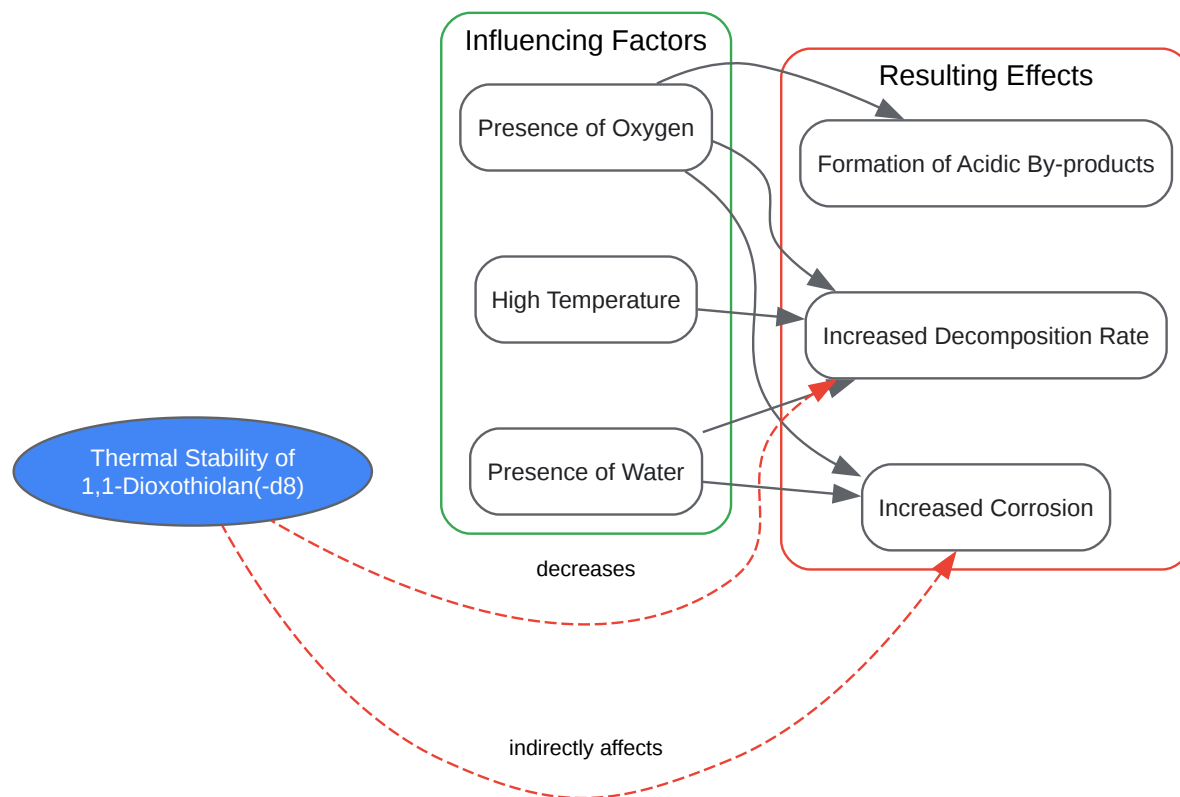 Influencing Factors
Presence of Oxygen
High Temperature
Presence of Water
Resulting Effects
Formation of Acidic By-products
Increased Decomposition Rate
Increased Corrosion
Thermal Stability of
1,1-Dioxothiolan(-d8)
decreases
indirectly affects